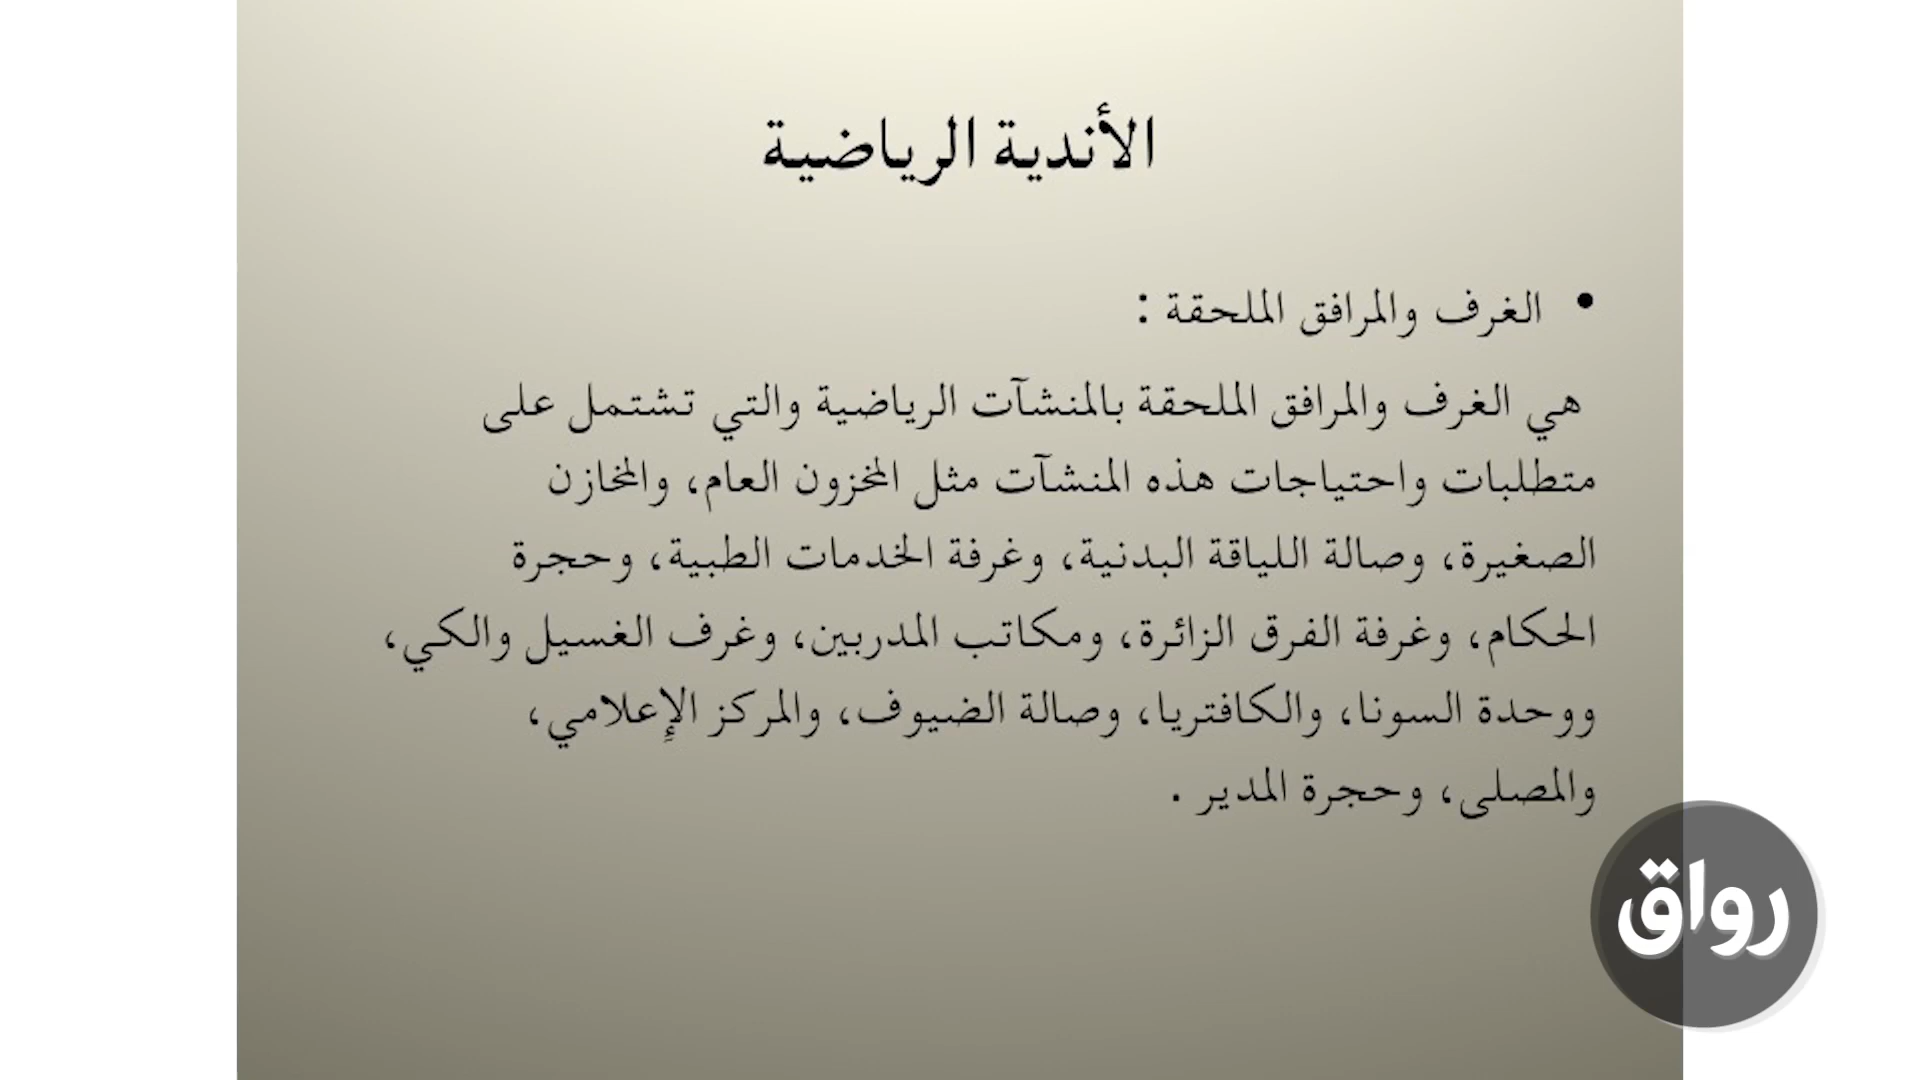 الأندية الرياضية
• الغرف والمرافق الملحقة :
هي الغرف والمرافق الملحقة بالمنشآت الرياضية والتي تشتمل على
متطلبات واحتياجات هذه المنشآت مثل المخزون العام، والمخازن
الصغيرة، وصالة اللياقة البدنية، وغرفة الخدمات الطبية، وحجرة
الحكام، وغرفة الفرق الزائرة، ومكاتب المدربين، وغرف الغسيل والكي،
ووحدة السونا، والكافتريا، وصالة الضيوف، والمركز الإعلامي،
والمصلى، وحجرة المدير .
رواق